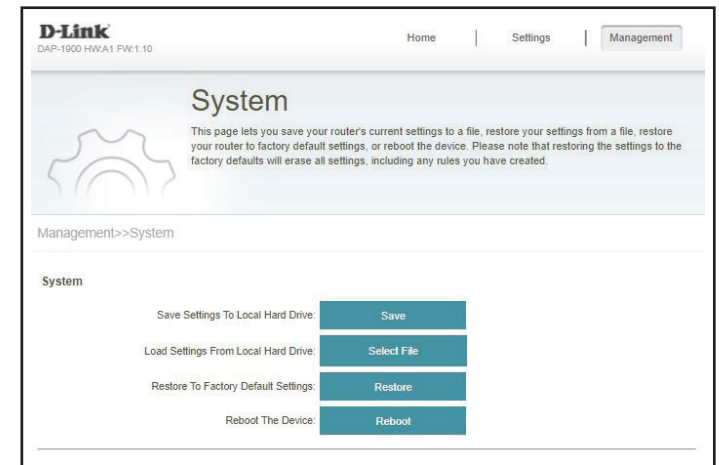 D-Link
DAP-1900 HW:A1 FW:1.10
Home | Settings | Management
System
This page lets you save your router's current settings to a file, restore your settings from a file, restore
your router to factory default settings, or reboot the device. Please note that restoring the settings to the
factory defaults will erase all settings, including any rules you have created.
Management>>System
System
Save Settings To Local Hard Drive: Save
Load Settings From Local Hard Drive: Select File
Restore To Factory Default Settings: Restore
Reboot The Device: Reboot